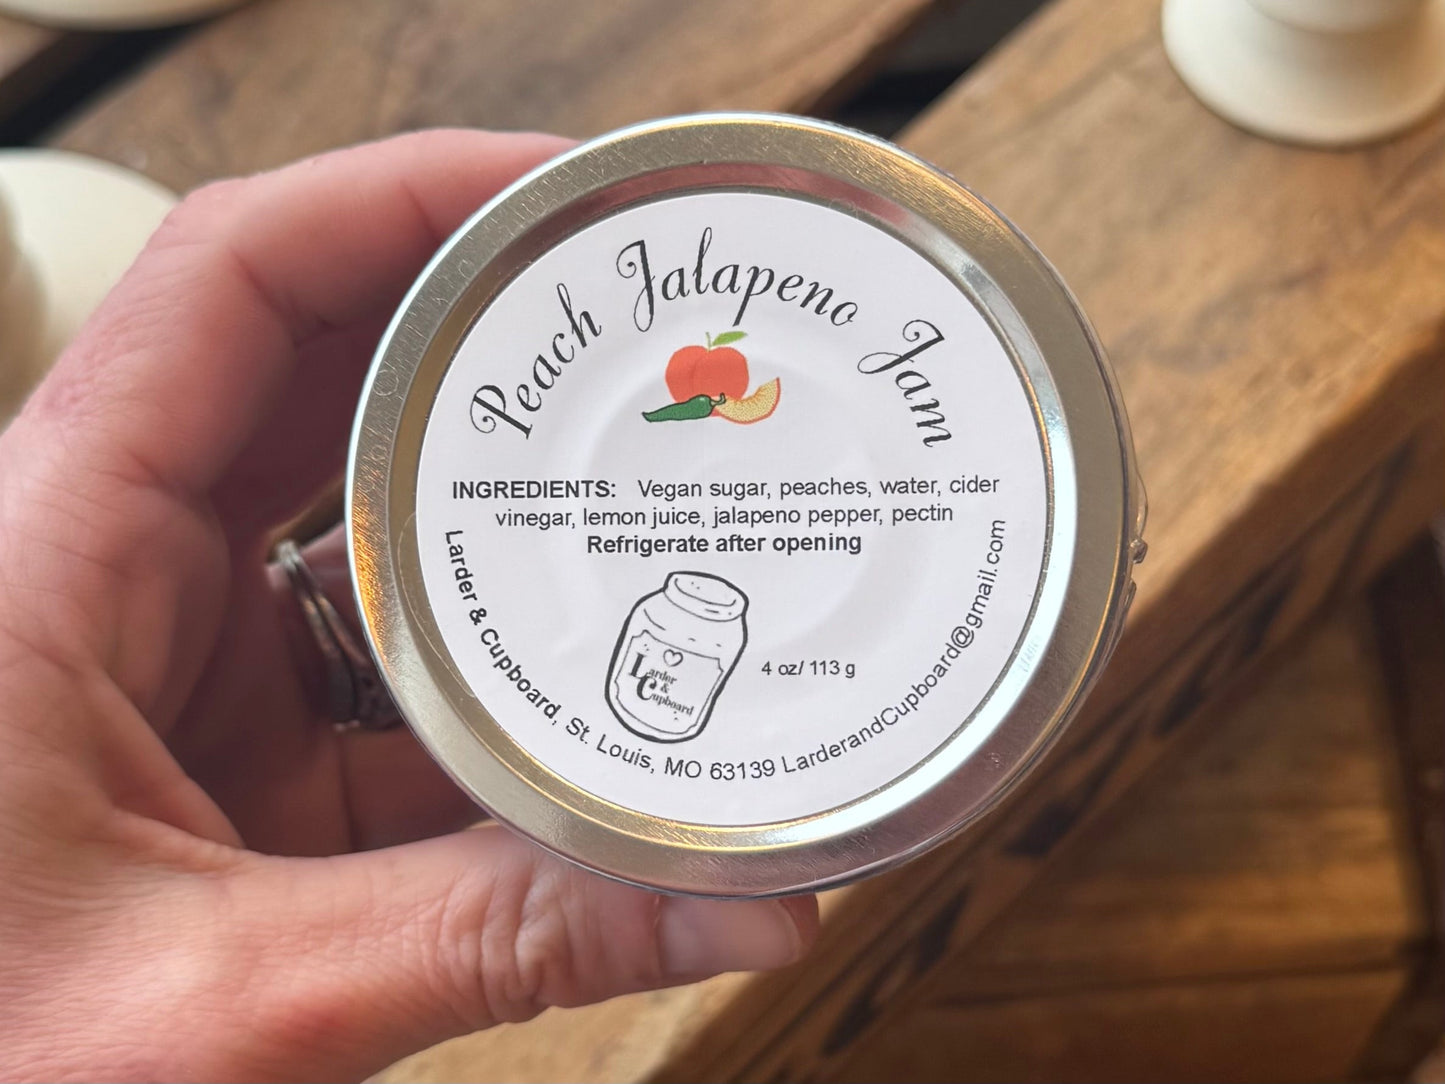 Peach Jalapeno Jam
INGREDIENTS: Vegan sugar, peaches, water, cider
vinegar, lemon juice, jalapeno pepper, pectin
Refrigerate after opening
Larder
&
Cupboard
4 oz/ 113 g
Larder & Cupboard, St. Louis, MO 63139 LarderandCupboard@gmail.com